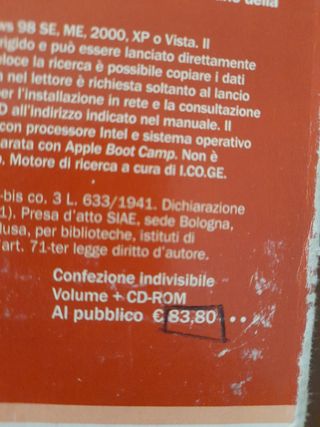 della
ws 98 SE, ME, 2000, XP o Vista. Il
rigido e può essere lanciato direttamente
eloce la ricerca è possibile copiare i dati
nel lettore è richiesta soltanto al lancio
per l'installazione in rete e la consultazione
D all'indirizzo indicato nel manuale. Il
con processore Intel e sistema operativo
parata con Apple Boot Camp. Non è
. Motore di ricerca a cura di I.CO.GE.
-bis co. 3 L. 633/1941. Dichiarazione
1). Presa d'atto SIAE, sede Bologna,
lusa, per biblioteche, istituti di
'art. 71-ter legge diritto d'autore.
Confezione indivisibile
Volume + CD-ROM
Al pubblico € 83,80 ••